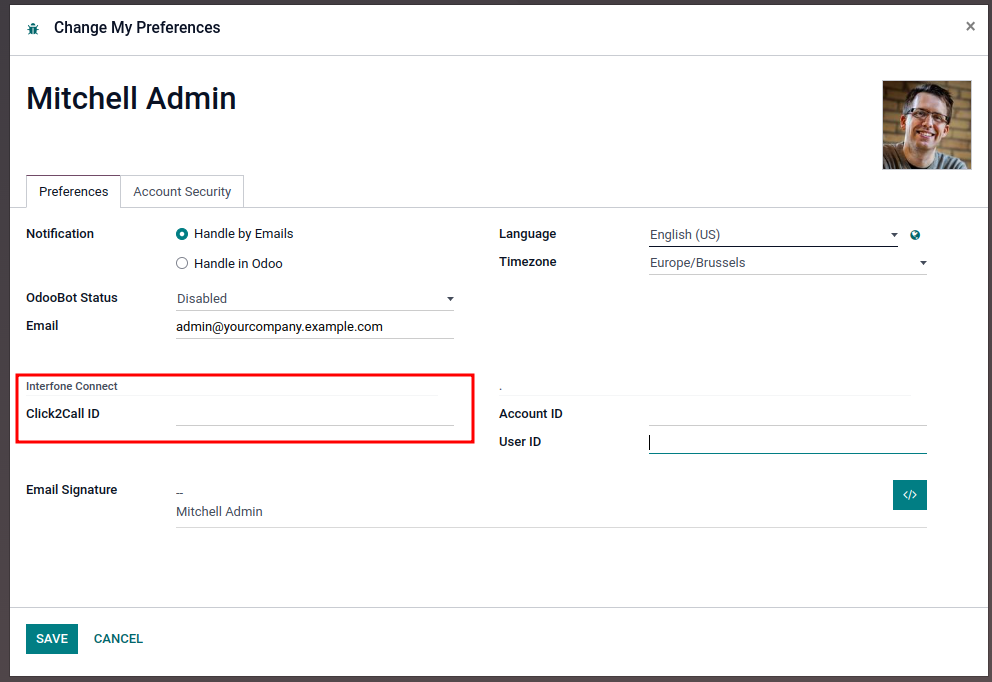 Change My Preferences ×
Mitchell Admin
Preferences Account Security
Notification Handle by Emails
Handle in Odoo
OdooBot Status Disabled
Email admin@yourcompany.example.com
Language English (US)
Timezone Europe/Brussels
Interfone Connect
Click2Call ID
.
Account ID
User ID
Email Signature --
Mitchell Admin
</>
SAVE CANCEL